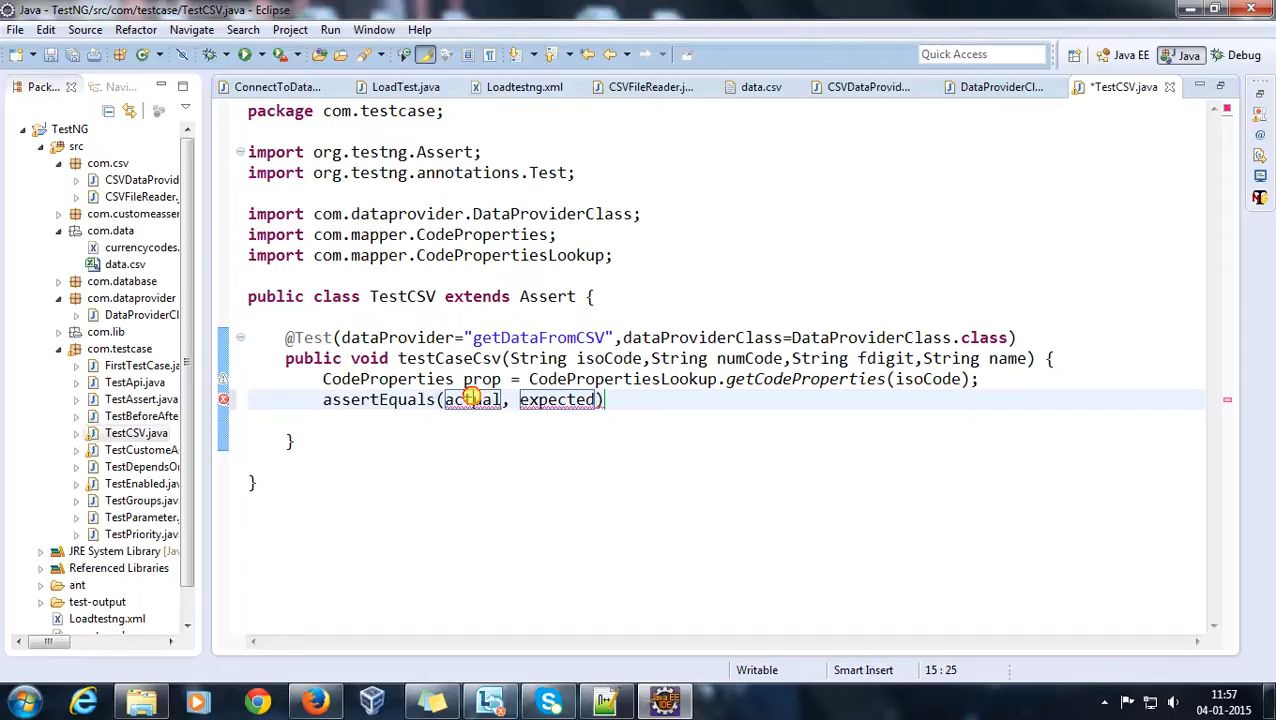 Java - TestNG/src/com/testcase/TestCSV.java - Eclipse
File Edit Source Refactor Navigate Search Project Run Window Help
Quick Access Java EE Java Debug
Pack... Navi...
ConnectToData... LoadTest.java Loadtestng.xml CSVFileReader.j... data.csv CSVDataProvid... DataProviderCl... *TestCSV.java
TestNG
src
com.csv
CSVDataProvid
CSVFileReader.
com.customeasser
com.data
currencycodes.
data.csv
com.database
com.dataprovider
DataProviderCl
com.lib
com.testcase
FirstTestCase.jav
TestApi.java
TestAssert.java
TestBeforeAfter
TestCSV.java
TestCustomeA
TestDependsOn
TestEnabled.jav
TestGroups.java
TestParameter.
TestPriority.java
JRE System Library [Jav
Referenced Libraries
ant
test-output
Loadtestng.xml
package com.testcase;
import org.testng.Assert;
import org.testng.annotations.Test;
import com.dataprovider.DataProviderClass;
import com.mapper.CodeProperties;
import com.mapper.CodePropertiesLookup;
public class TestCSV extends Assert {
@Test(dataProvider="getDataFromCSV",dataProviderClass=DataProviderClass.class)
public void testCaseCsv(String isoCode,String numCode,String fdigit,String name) {
CodeProperties prop = CodePropertiesLookup.getCodeProperties(isoCode);
assertEquals(actual, expected)
}
}
Writable Smart Insert 15 : 25
11:57
04-01-2015